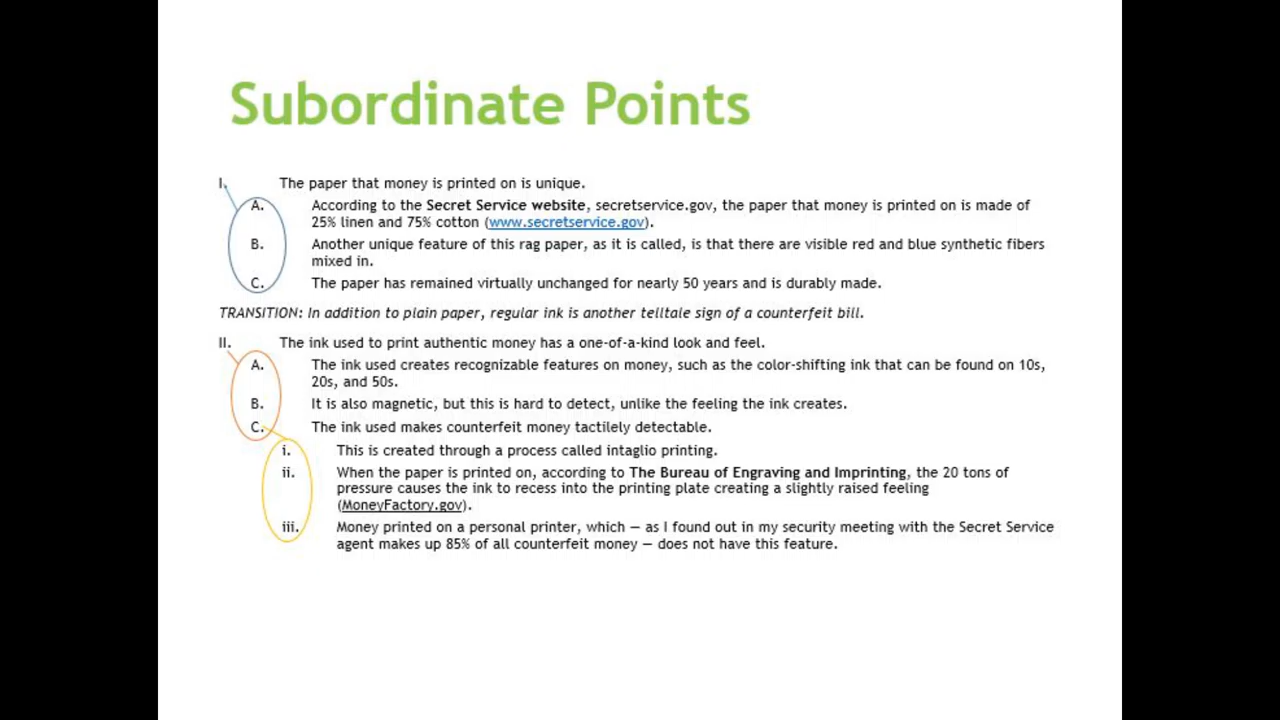 Subordinate Points
I. The paper that money is printed on is unique.
A. According to the Secret Service website, secretservice.gov, the paper that money is printed on is made of
25% linen and 75% cotton (www.secretservice.gov).
B. Another unique feature of this rag paper, as it is called, is that there are visible red and blue synthetic fibers
mixed in.
C. The paper has remained virtually unchanged for nearly 50 years and is durably made.
TRANSITION: In addition to plain paper, regular ink is another telltale sign of a counterfeit bill.
II. The ink used to print authentic money has a one-of-a-kind look and feel.
A. The ink used creates recognizable features on money, such as the color-shifting ink that can be found on 10s,
20s, and 50s.
B. It is also magnetic, but this is hard to detect, unlike the feeling the ink creates.
C. The ink used makes counterfeit money tactilely detectable.
i. This is created through a process called intaglio printing.
ii. When the paper is printed on, according to The Bureau of Engraving and Imprinting, the 20 tons of
pressure causes the ink to recess into the printing plate creating a slightly raised feeling
(MoneyFactory.gov).
iii. Money printed on a personal printer, which — as I found out in my security meeting with the Secret Service
agent makes up 85% of all counterfeit money — does not have this feature.